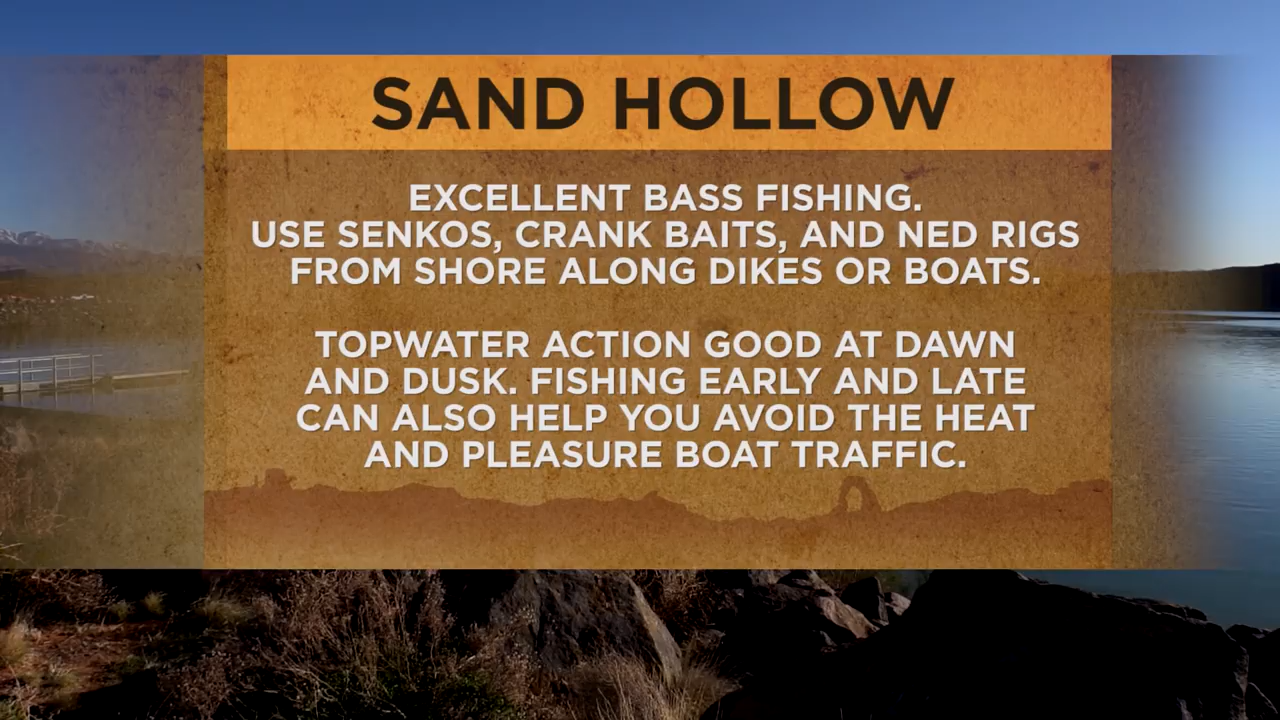 SAND HOLLOW
EXCELLENT BASS FISHING.
USE SENKOS, CRANK BAITS, AND NED RIGS
FROM SHORE ALONG DIKES OR BOATS.
TOPWATER ACTION GOOD AT DAWN
AND DUSK. FISHING EARLY AND LATE
CAN ALSO HELP YOU AVOID THE HEAT
AND PLEASURE BOAT TRAFFIC.